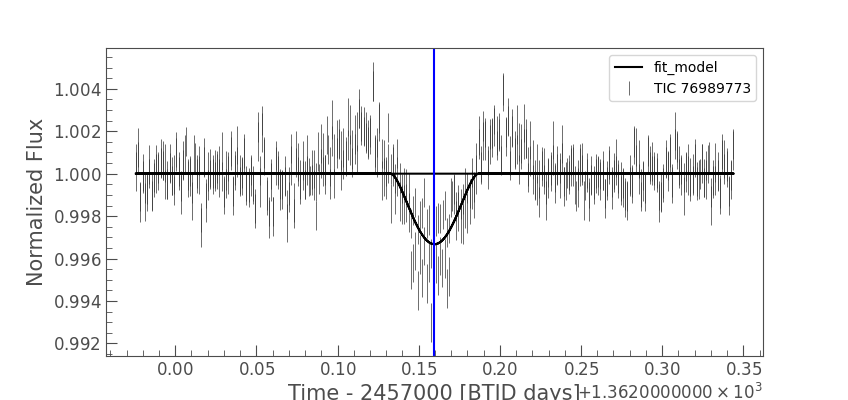 fit_model
TIC 76989773
1.004
1.002
1.000
0.998
0.996
0.994
0.992
Normalized Flux
0.00 0.05 0.10 0.15 0.20 0.25 0.30 0.35
Time - 2457000 [BTJD days]
+1.3620000000 × 10³